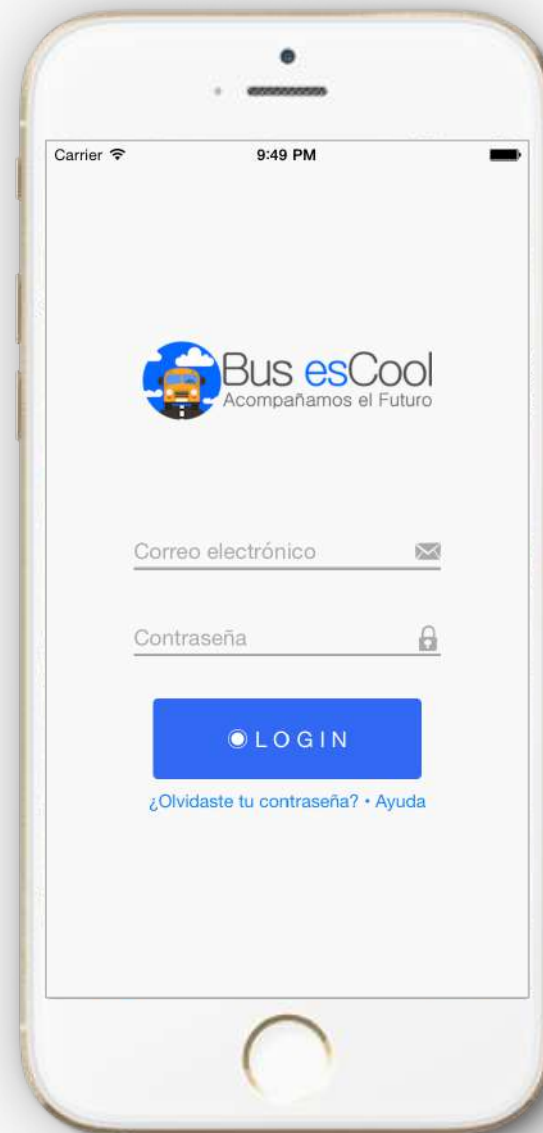 Carrier 9:49 PM
Bus esCool
Acompañamos el Futuro
Correo electrónico
Contraseña
LOGIN
¿Olvidaste tu contraseña? • Ayuda